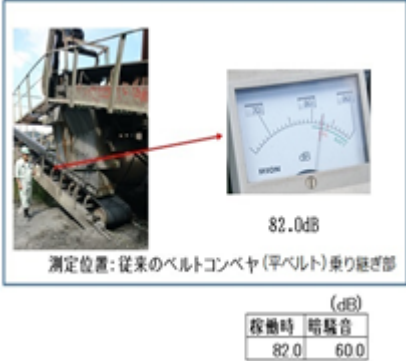 dB
RION
82.0dB
測定位置:従来のベルトコンベヤ(平ベルト)乗り継ぎ部
(dB)
稼働時 暗騒音
82.0 60.0